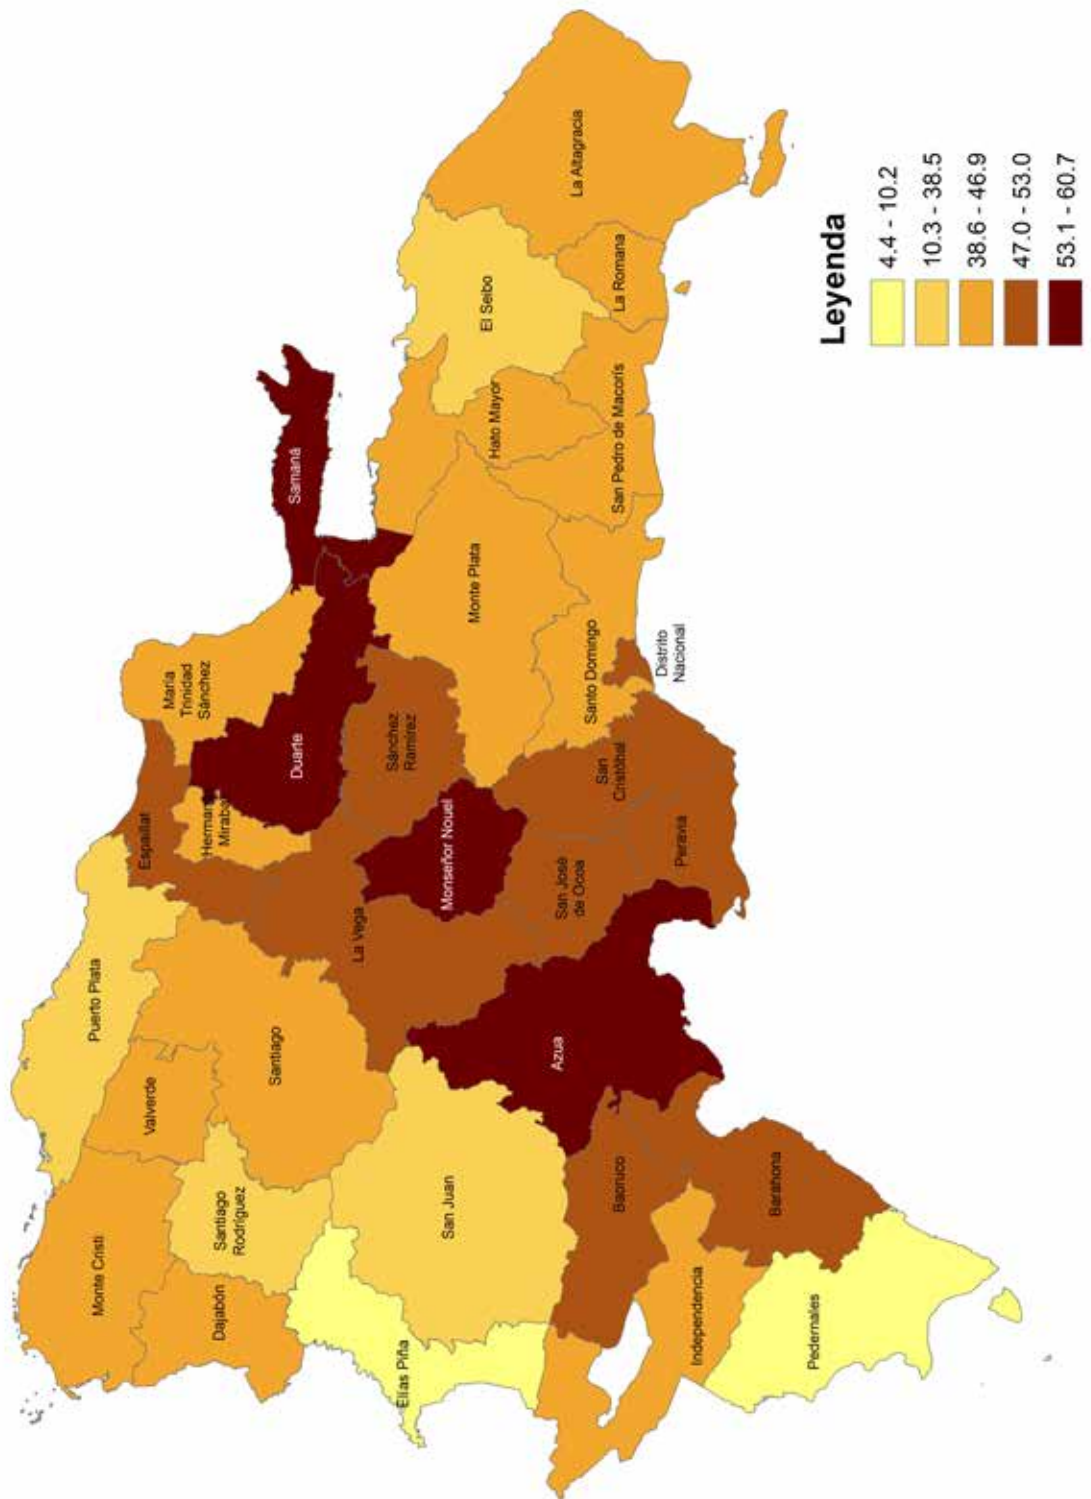 Monte Cristi
Puerto Plata
Valverde
Espaillat
María
Trinidad
Sánchez
Dajabón
Santiago
Rodríguez
Santiago
Herman
Miraba
Duarte
Samaná
Elías Piña
San Juan
La Vega
Sánchez
Ramírez
Monseñor Nouel
Monte Plata
Hato Mayor
El Seibo
La Altagracia
Azua
San José
de Ocoa
San
Cristóbal
Santo Domingo
San Pedro de Macorís
La Romana
Baoruco
Peravia
Distrito
Nacional
Independencia
Barahona
Pedernales
Leyenda
4.4 - 10.2
10.3 - 38.5
38.6 - 46.9
47.0 - 53.0
53.1 - 60.7